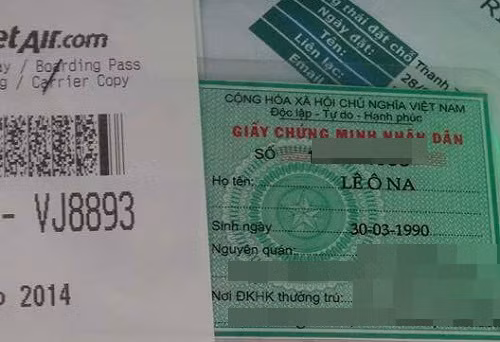 etAir.com
ay / Boarding Pass
g / Carrier Copy
- VJ8893
2014
R
thái đặt chỗ Thanh
Ngày đặt: 28/
Tên:
Liên lạc:
Email
CỘNG HÒA XÃ HỘI CHỦ NGHĨA VIỆT NAM
Độc lập - Tự do - Hạnh phúc
GIẤY CHỨNG MINH NHÂN DÂN
SỐ
Họ tên: LÊ Ô NA
Sinh ngày 30-03-1990
Nguyên quán:
Nơi ĐKHK thường trú: